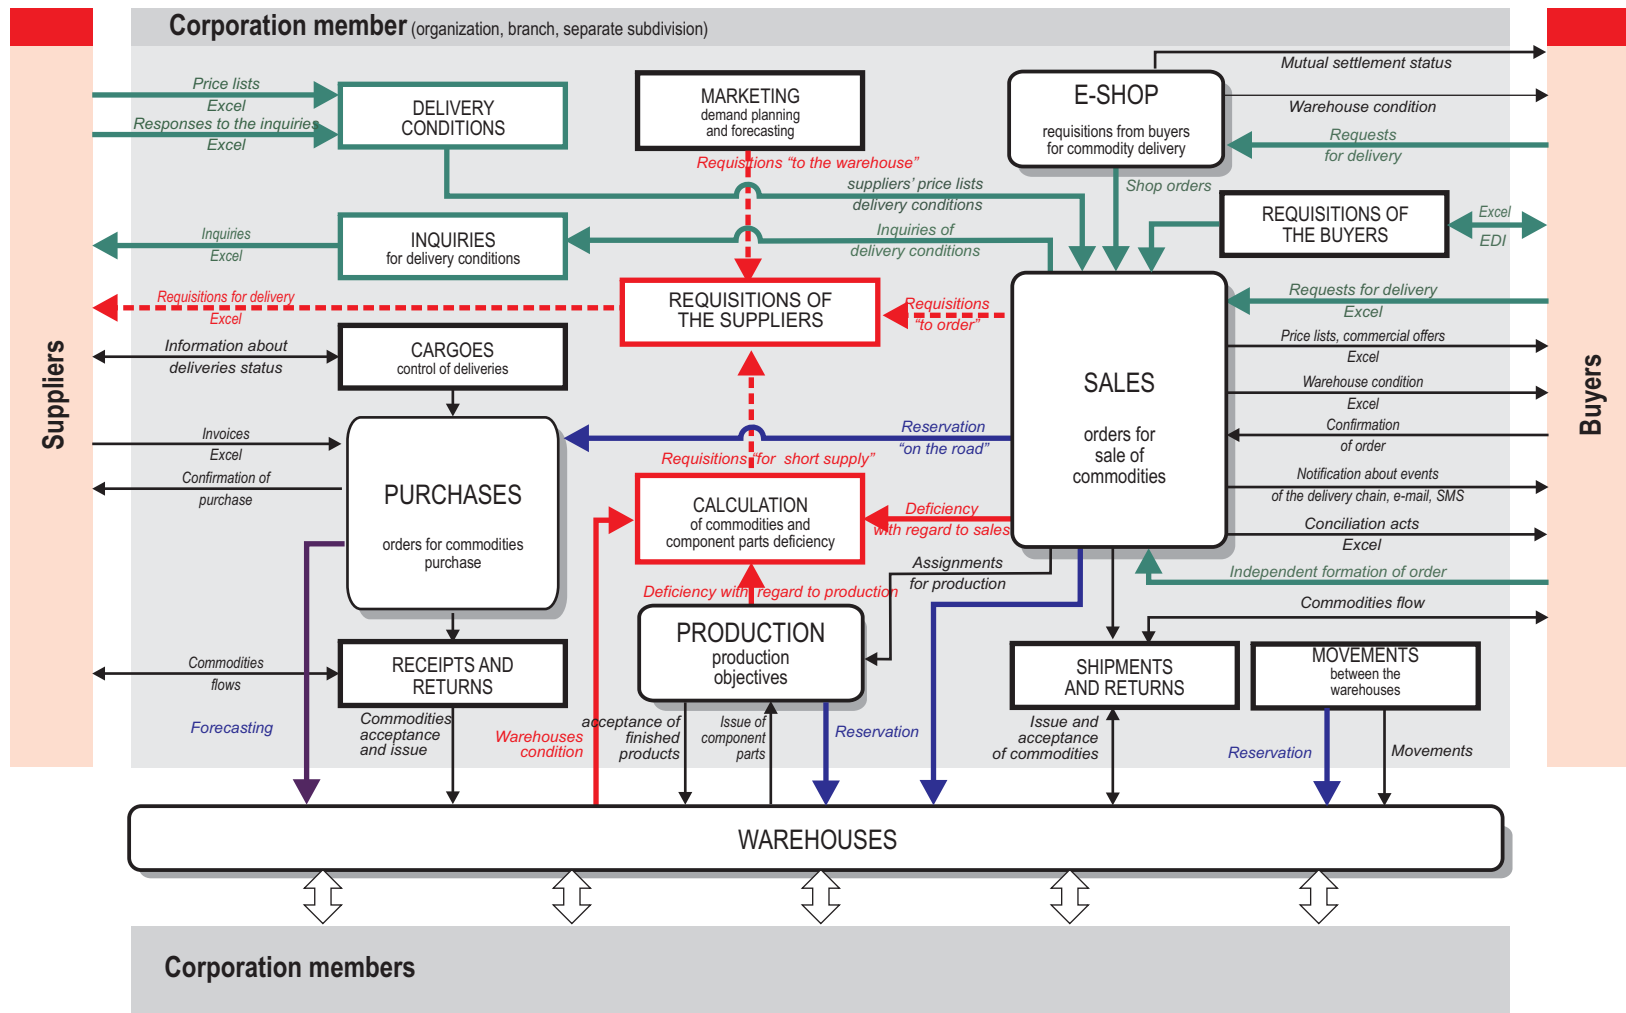 Corporation member (organization, branch, separate subdivision)
Suppliers
Buyers
Price lists
Excel
Responses to the inquiries
Excel
DELIVERY
CONDITIONS
MARKETING
demand planning
and forecasting
E-SHOP
requisitions from buyers
for commodity delivery
Mutual settlement status
Warehouse condition
Requests
for delivery
Requisitions “to the warehouse”
suppliers’ price lists
delivery conditions
Shop orders
REQUISITIONS OF
THE BUYERS
Excel
EDI
Inquiries
Excel
INQUIRIES
for delivery conditions
Inquiries of
delivery conditions
Requisitions for delivery
Excel
REQUISITIONS OF
THE SUPPLIERS
Requisitions
“to order”
Requests for delivery
Excel
Information about
deliveries status
CARGOES
control of deliveries
SALES
orders for
sale of
commodities
Price lists, commercial offers
Excel
Warehouse condition
Excel
Invoices
Excel
Confirmation of
purchase
PURCHASES
orders for commodities
purchase
Reservation
“on the road”
Confirmation
of order
Requisitions “for short supply”
Notification about events
of the delivery chain, e-mail, SMS
CALCULATION
of commodities and
component parts deficiency
Deficiency
with regard to sales
Conciliation acts
Excel
Assignments
for production
Independent formation of order
Deficiency with regard to production
Commodities flow
PRODUCTION
production
objectives
Commodities
flows
RECEIPTS AND
RETURNS
SHIPMENTS
AND RETURNS
MOVEMENTS
between the
warehouses
Forecasting
Commodities
acceptance
and issue
Warehouses
condition
acceptance of
finished
products
Issue of
component
parts
Reservation
Issue and
acceptance
of commodities
Reservation
Movements
WAREHOUSES
Corporation members